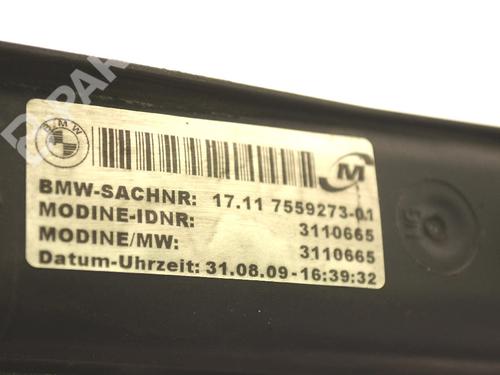 BMW
BMW-SACHNR: 17.11 7559273-01
MODINE-IDNR: 3110665
MODINE/MW: 3110665
Datum-Uhrzeit: 31.08.09-16:39:32